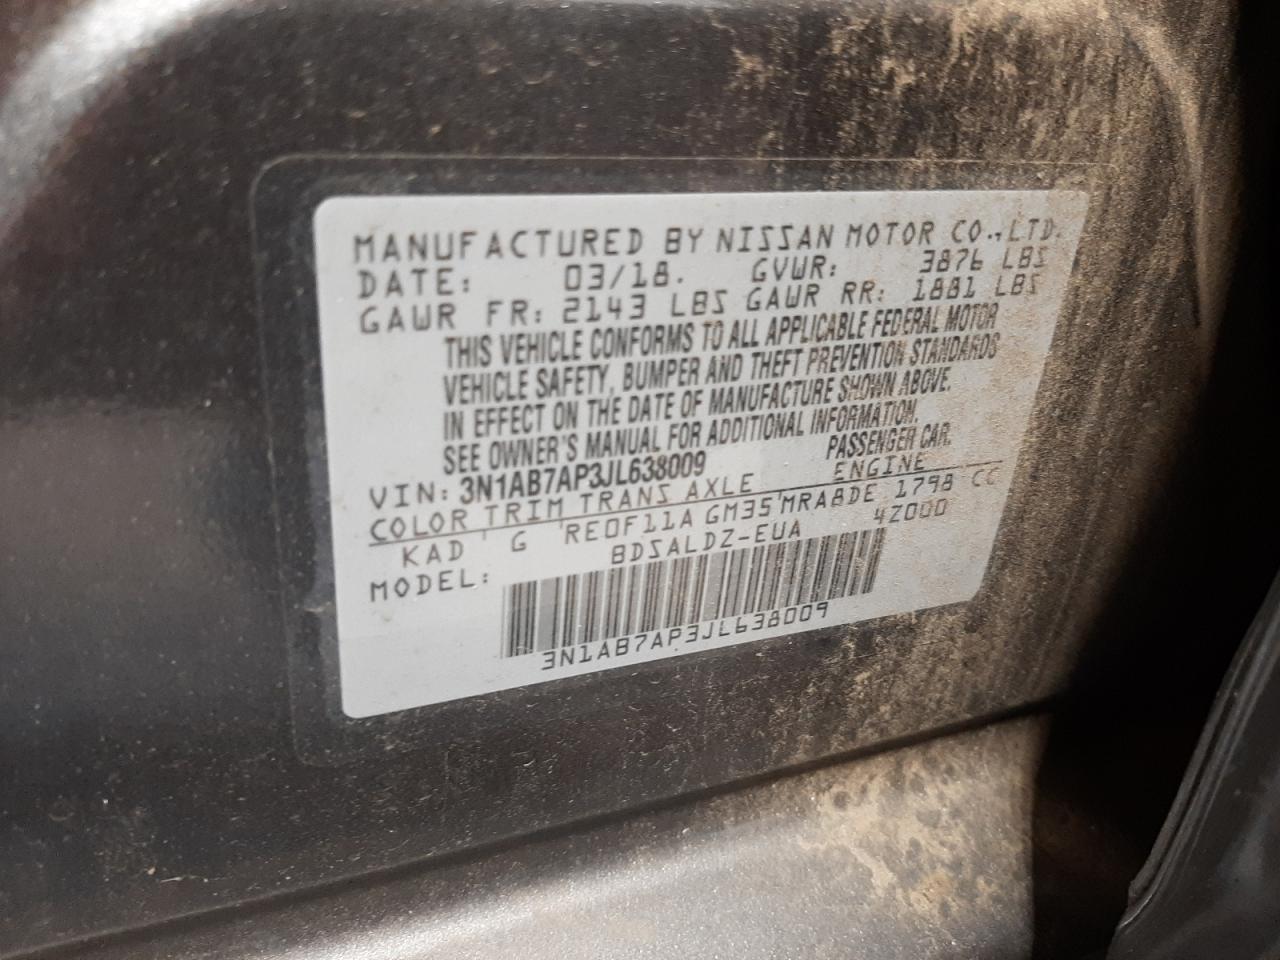 MANUFACTURED BY NISSAN MOTOR CO.,LTD.
DATE: 03/18. GVWR: 3876 LBS
GAWR FR: 2143 LBS GAWR RR: 1881 LBS
THIS VEHICLE CONFORMS TO ALL APPLICABLE FEDERAL MOTOR
VEHICLE SAFETY, BUMPER AND THEFT PREVENTION STANDARDS
IN EFFECT ON THE DATE OF MANUFACTURE SHOWN ABOVE.
SEE OWNER'S MANUAL FOR ADDITIONAL INFORMATION.
VIN: 3N1AB7AP3JL638009 PASSENGER CAR.
COLOR TRIM TRANS AXLE ENGINE
KAD G RE0F11A GM35 MRA8DE 1798 CC
MODEL: BDSALDZ-EUA 4Z000
3N1AB7AP3JL638009